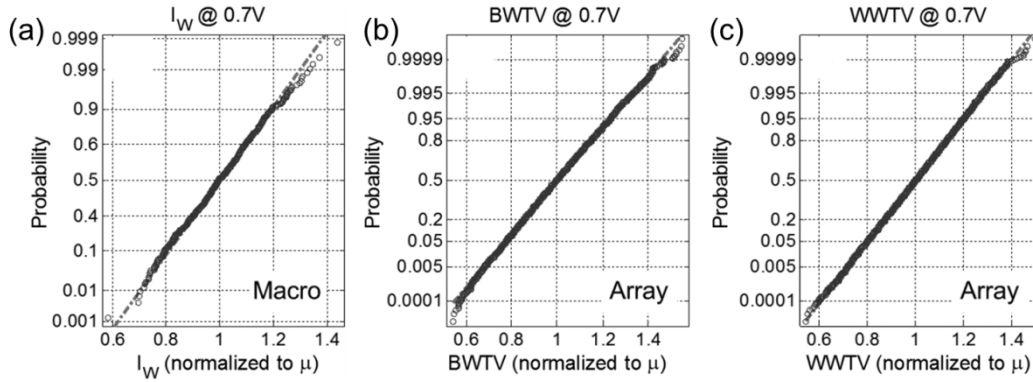 (a)
I_W @ 0.7V
Probability
0.999
0.99
0.9
0.6
0.5
0.4
0.1
0.01
0.001
Macro
0.6 0.8 1 1.2 1.4
I_W (normalized to μ)
(b)
BWTV @ 0.7V
Probability
0.9999
0.995
0.95
0.8
0.5
0.2
0.05
0.005
0.0001
Array
0.6 0.8 1 1.2 1.4
BWTV (normalized to μ)
(c)
WWTV @ 0.7V
Probability
0.9999
0.995
0.95
0.8
0.5
0.2
0.05
0.005
0.0001
Array
0.6 0.8 1 1.2 1.4
WWTV (normalized to μ)